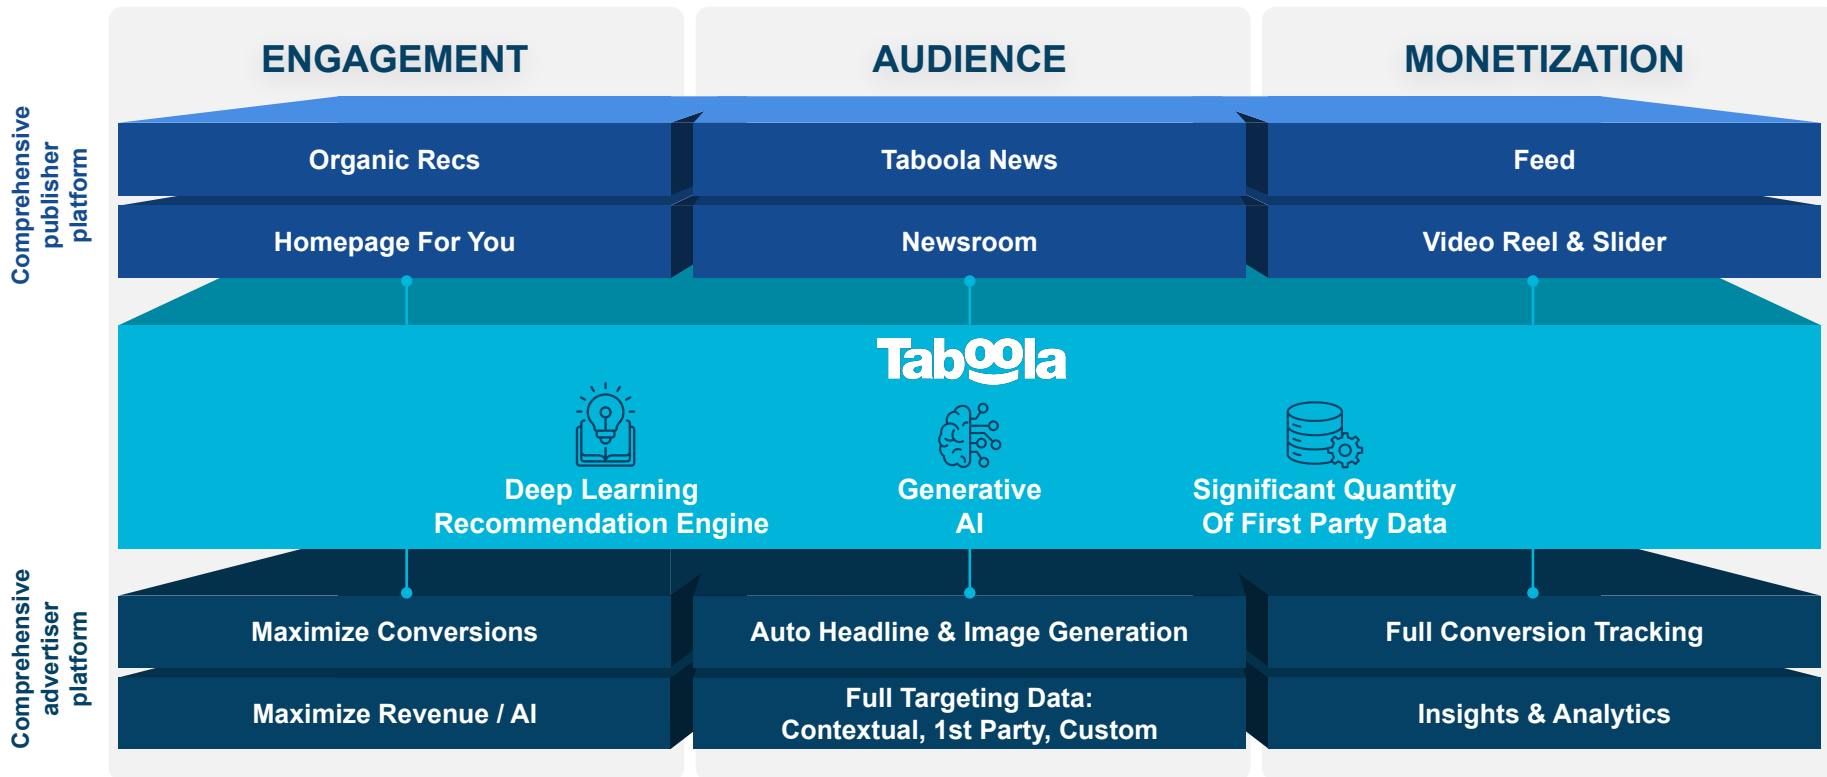 ENGAGEMENT
AUDIENCE
MONETIZATION
Comprehensive
publisher
platform
Organic Recs
Taboola News
Feed
Homepage For You
Newsroom
Video Reel & Slider
Taboola
Deep Learning
Recommendation Engine
Generative
AI
Significant Quantity
Of First Party Data
Comprehensive
advertiser
platform
Maximize Conversions
Auto Headline & Image Generation
Full Conversion Tracking
Maximize Revenue / AI
Full Targeting Data:
Contextual, 1st Party, Custom
Insights & Analytics